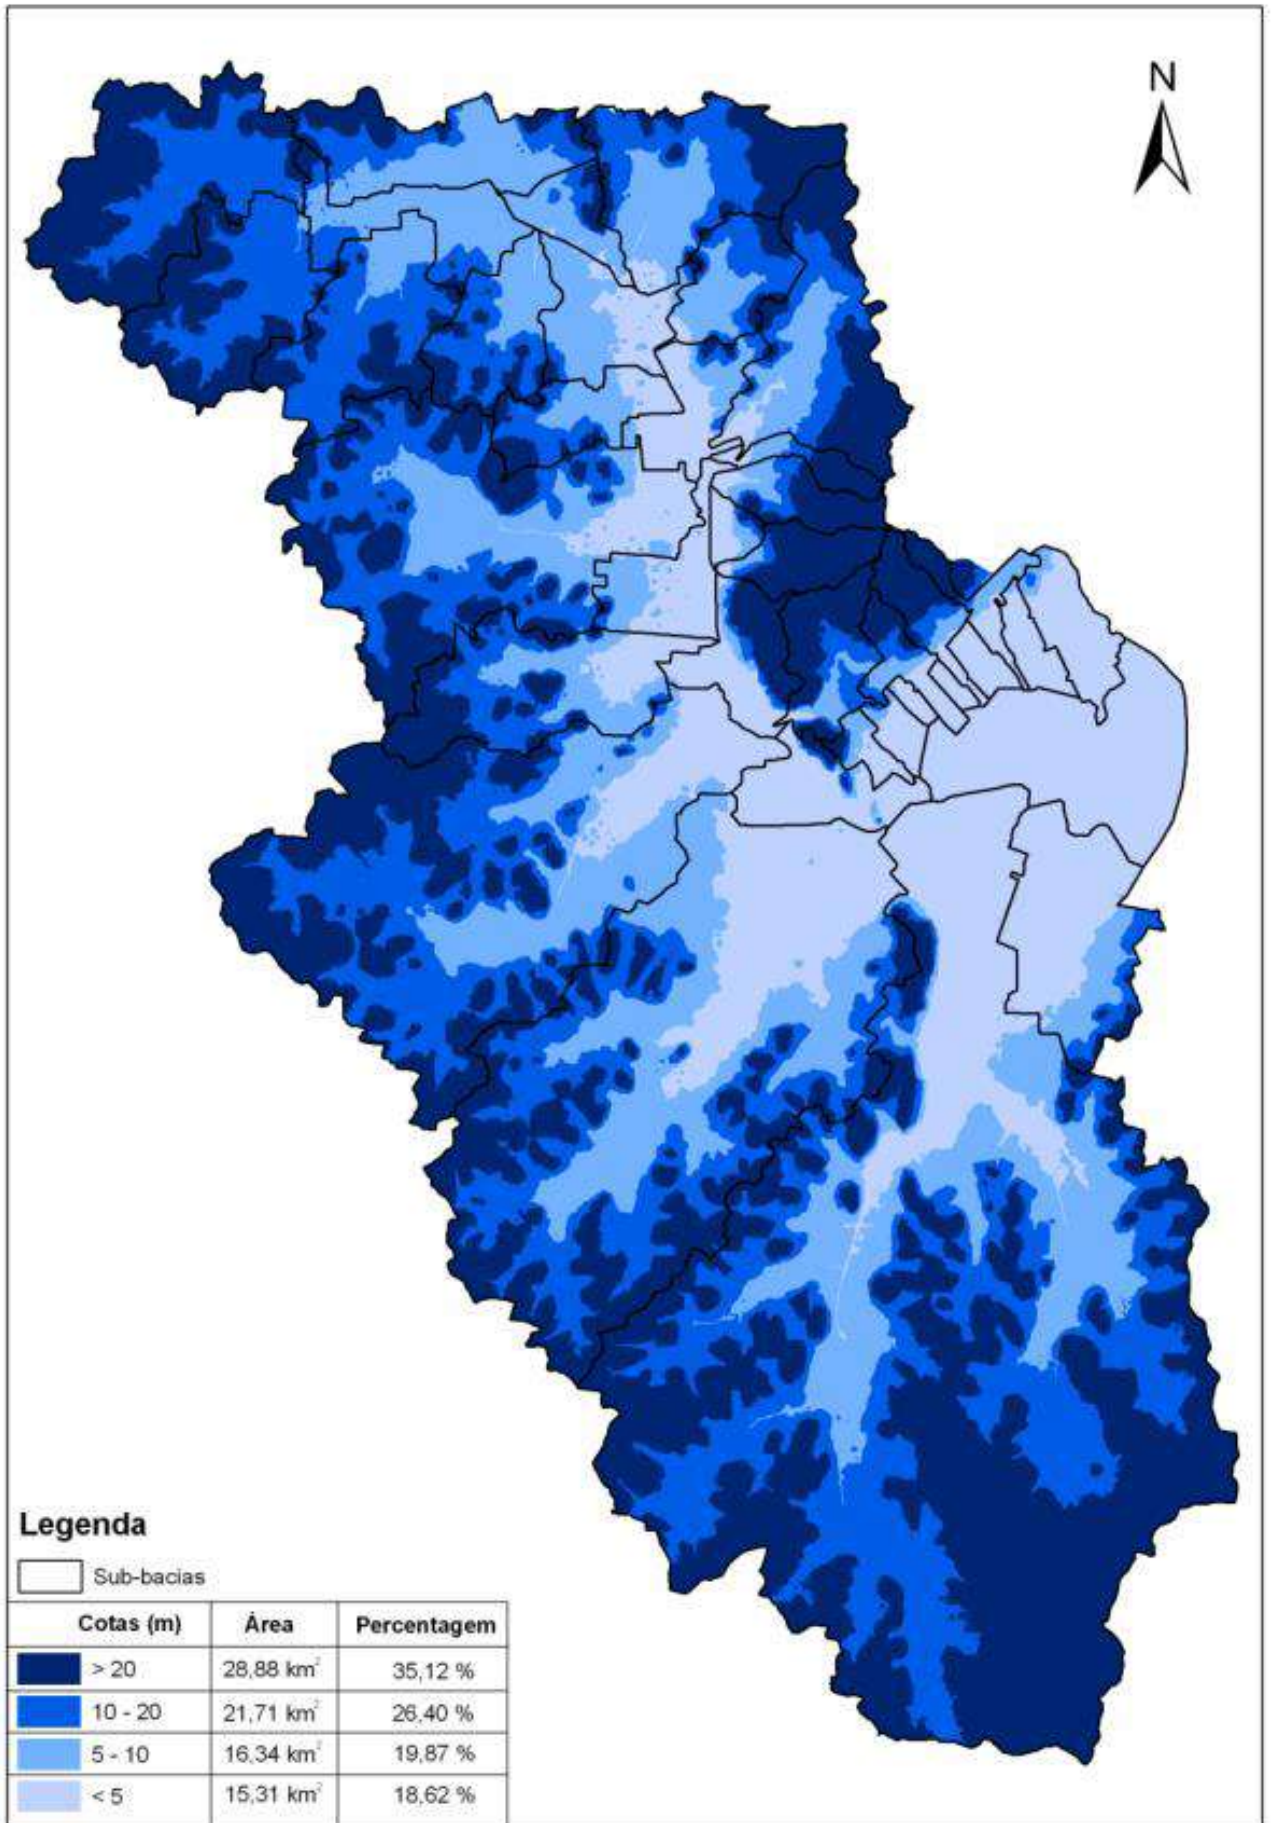 N
Legenda
Sub-bacias
Cotas (m) Área Percentagem
> 20 28,88 km² 35,12 %
10 - 20 21,71 km² 26,40 %
5 - 10 16,34 km² 19,87 %
< 5 15,31 km² 18,62 %